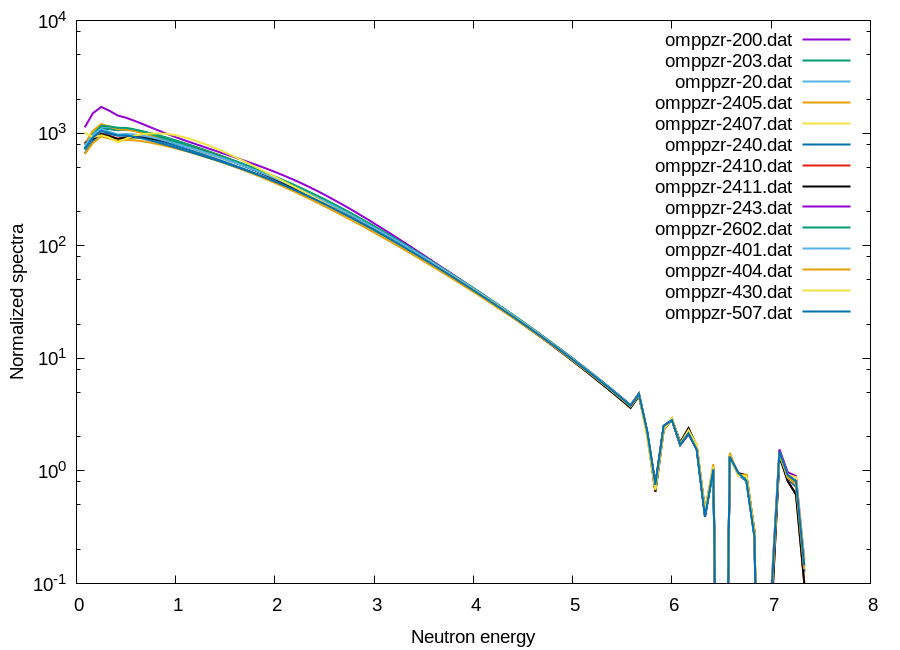 10^4
10^3
10^2
10^1
10^0
10^-1
Normalized spectra
omppzr-200.dat
omppzr-203.dat
omppzr-20.dat
omppzr-2405.dat
omppzr-2407.dat
omppzr-240.dat
omppzr-2410.dat
omppzr-2411.dat
omppzr-243.dat
omppzr-2602.dat
omppzr-401.dat
omppzr-404.dat
omppzr-430.dat
omppzr-507.dat
0 1 2 3 4 5 6 7 8
Neutron energy